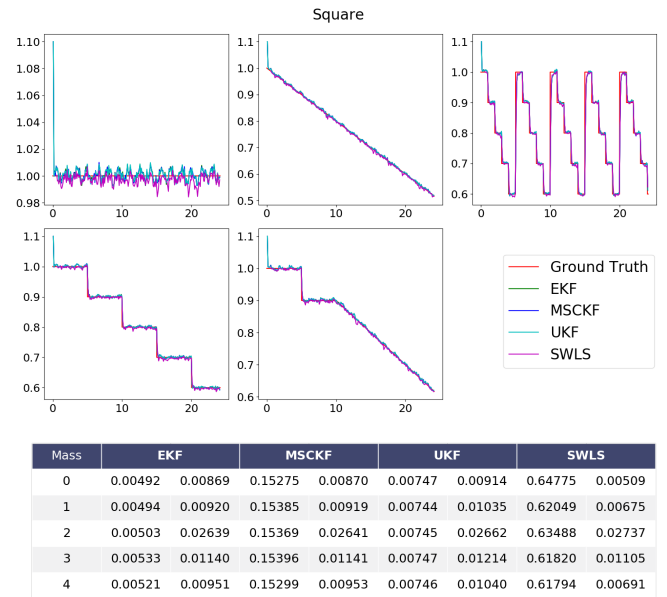 Square
1.10
1.08
1.06
1.04
1.02
1.00
0.98
0 10 20
1.1
1.0
0.9
0.8
0.7
0.6
0.5
0 10 20
1.1
1.0
0.9
0.8
0.7
0.6
0 10 20
1.1
1.0
0.9
0.8
0.7
0.6
0 10 20
1.1
1.0
0.9
0.8
0.7
0.6
0 10 20
Ground Truth
EKF
MSCKF
UKF
SWLS
Mass EKF MSCKF UKF SWLS
0 0.00492 0.00869 0.15275 0.00870 0.00747 0.00914 0.64775 0.00509
1 0.00494 0.00920 0.15385 0.00919 0.00744 0.01035 0.62049 0.00675
2 0.00503 0.02639 0.15369 0.02641 0.00745 0.02662 0.63488 0.02737
3 0.00533 0.01140 0.15396 0.01141 0.00747 0.01214 0.61820 0.01105
4 0.00521 0.00951 0.15299 0.00953 0.00746 0.01040 0.61794 0.00691